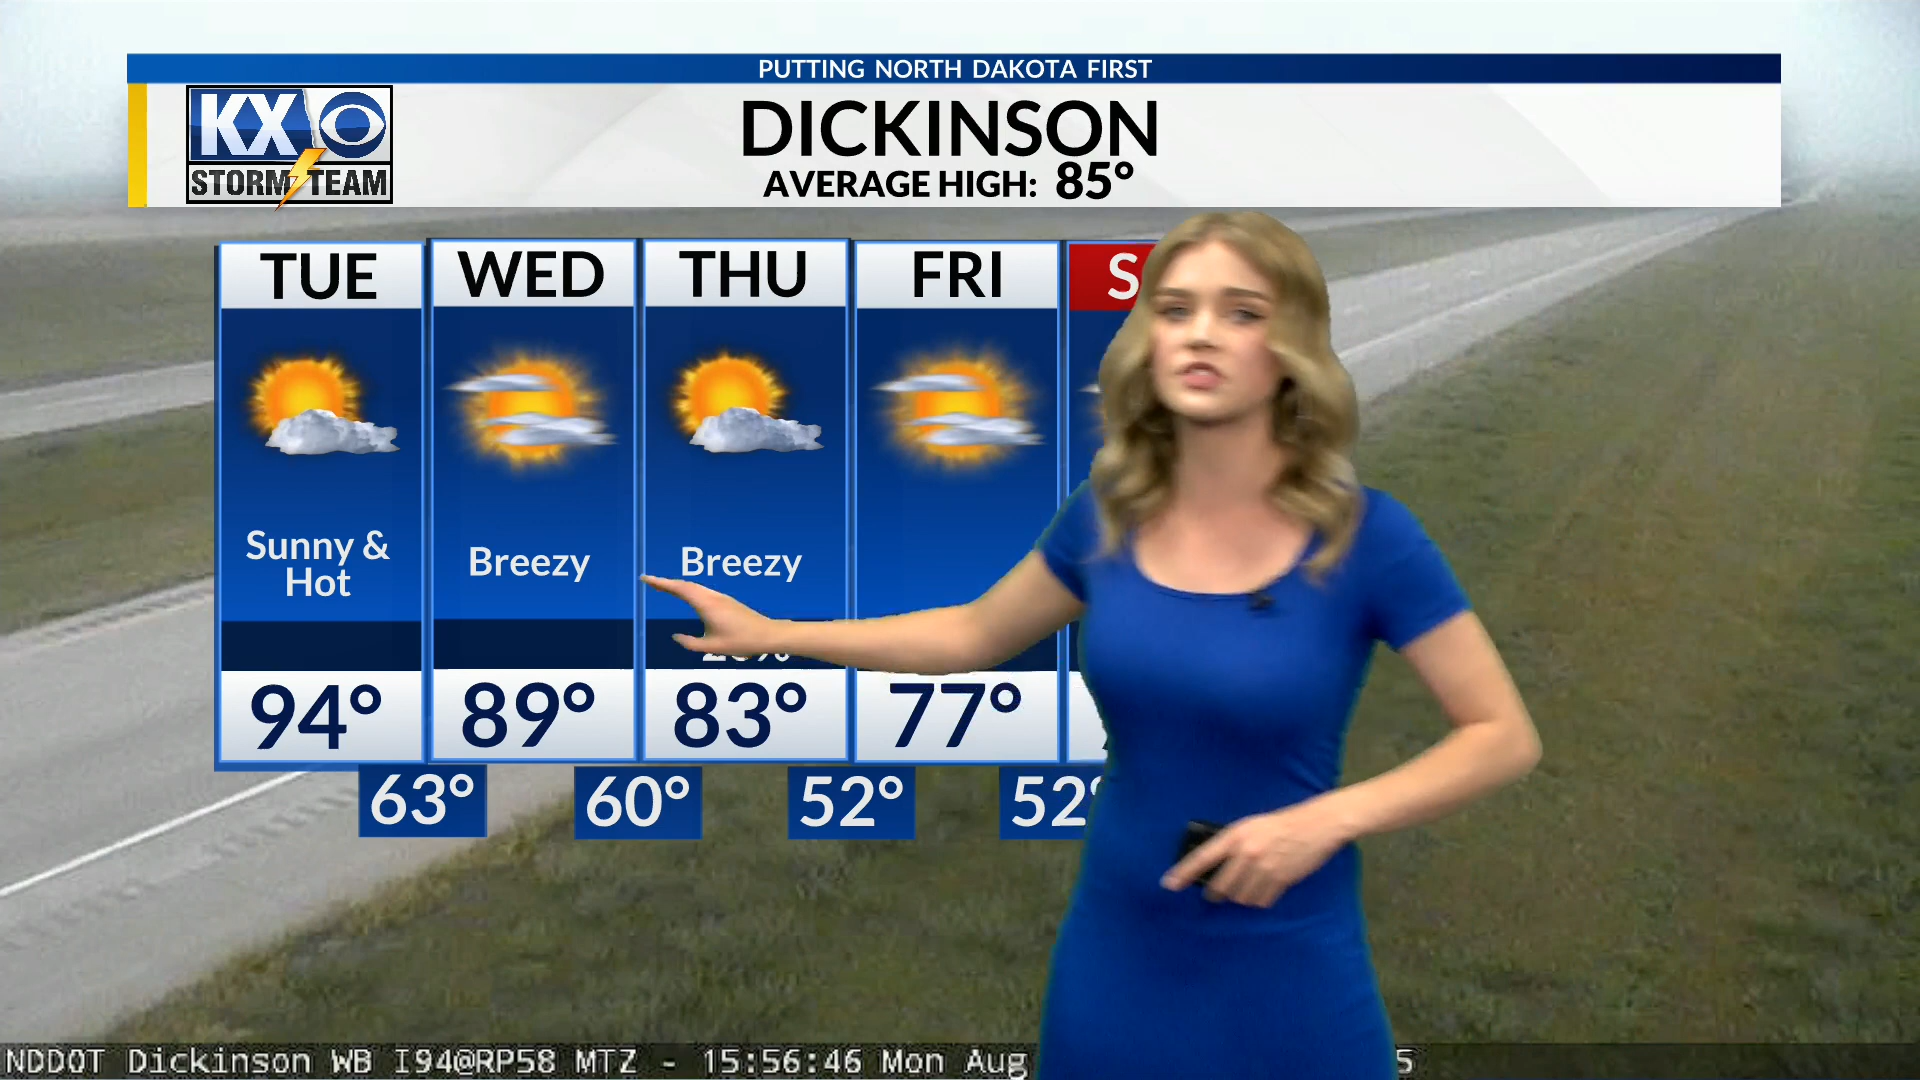 PUTTING NORTH DAKOTA FIRST
KX
STORM TEAM
DICKINSON
AVERAGE HIGH: 85°
TUE WED THU FRI
Sunny &
Hot
Breezy Breezy
94° 89° 83° 77°
63° 60° 52° 52°
NDDOT Dickinson WB I94@RP58 MTZ - 15:56:46 Mon Aug